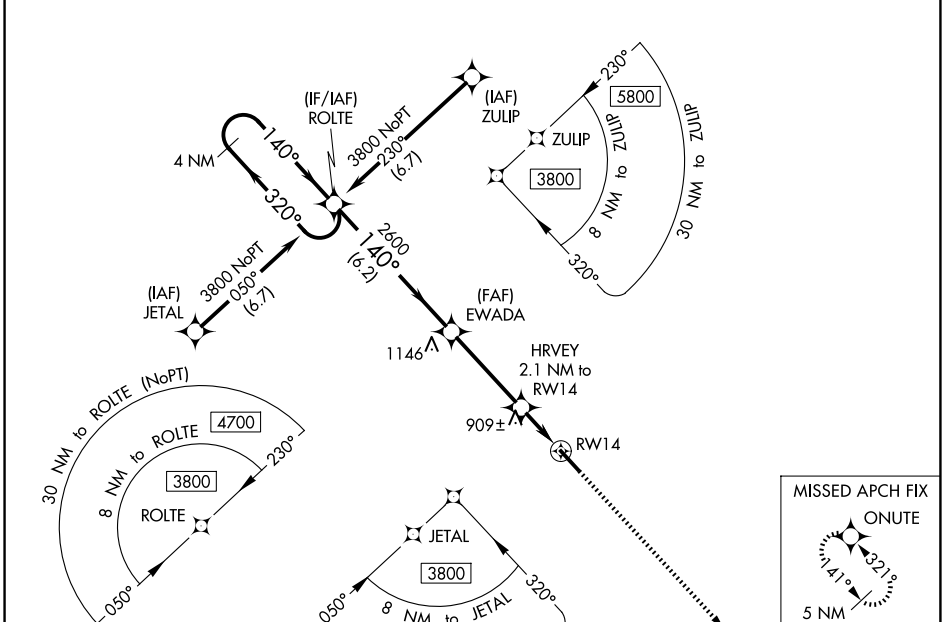 (IF/IAF)
ROLTE
(IAF)
ZULIP
3800 NoPT
230°
(6.7)
140°
4 NM
320°
3800 NoPT
050°
(6.7)
(IAF)
JETAL
2600
140°
(6.2)
(FAF)
EWADA
1146
HRVEY
2.1 NM to
RW14
909±
RW14
230°
5800
ZULIP
3800
8 NM to ZULIP
30 NM to ZULIP
320°
30 NM to ROLTE (NoPT)
4700
8 NM to ROLTE
230°
3800
ROLTE
050°
JETAL
3800
050°
8 NM to JETAL
320°
MISSED APCH FIX
ONUTE
321°
141°
5 NM